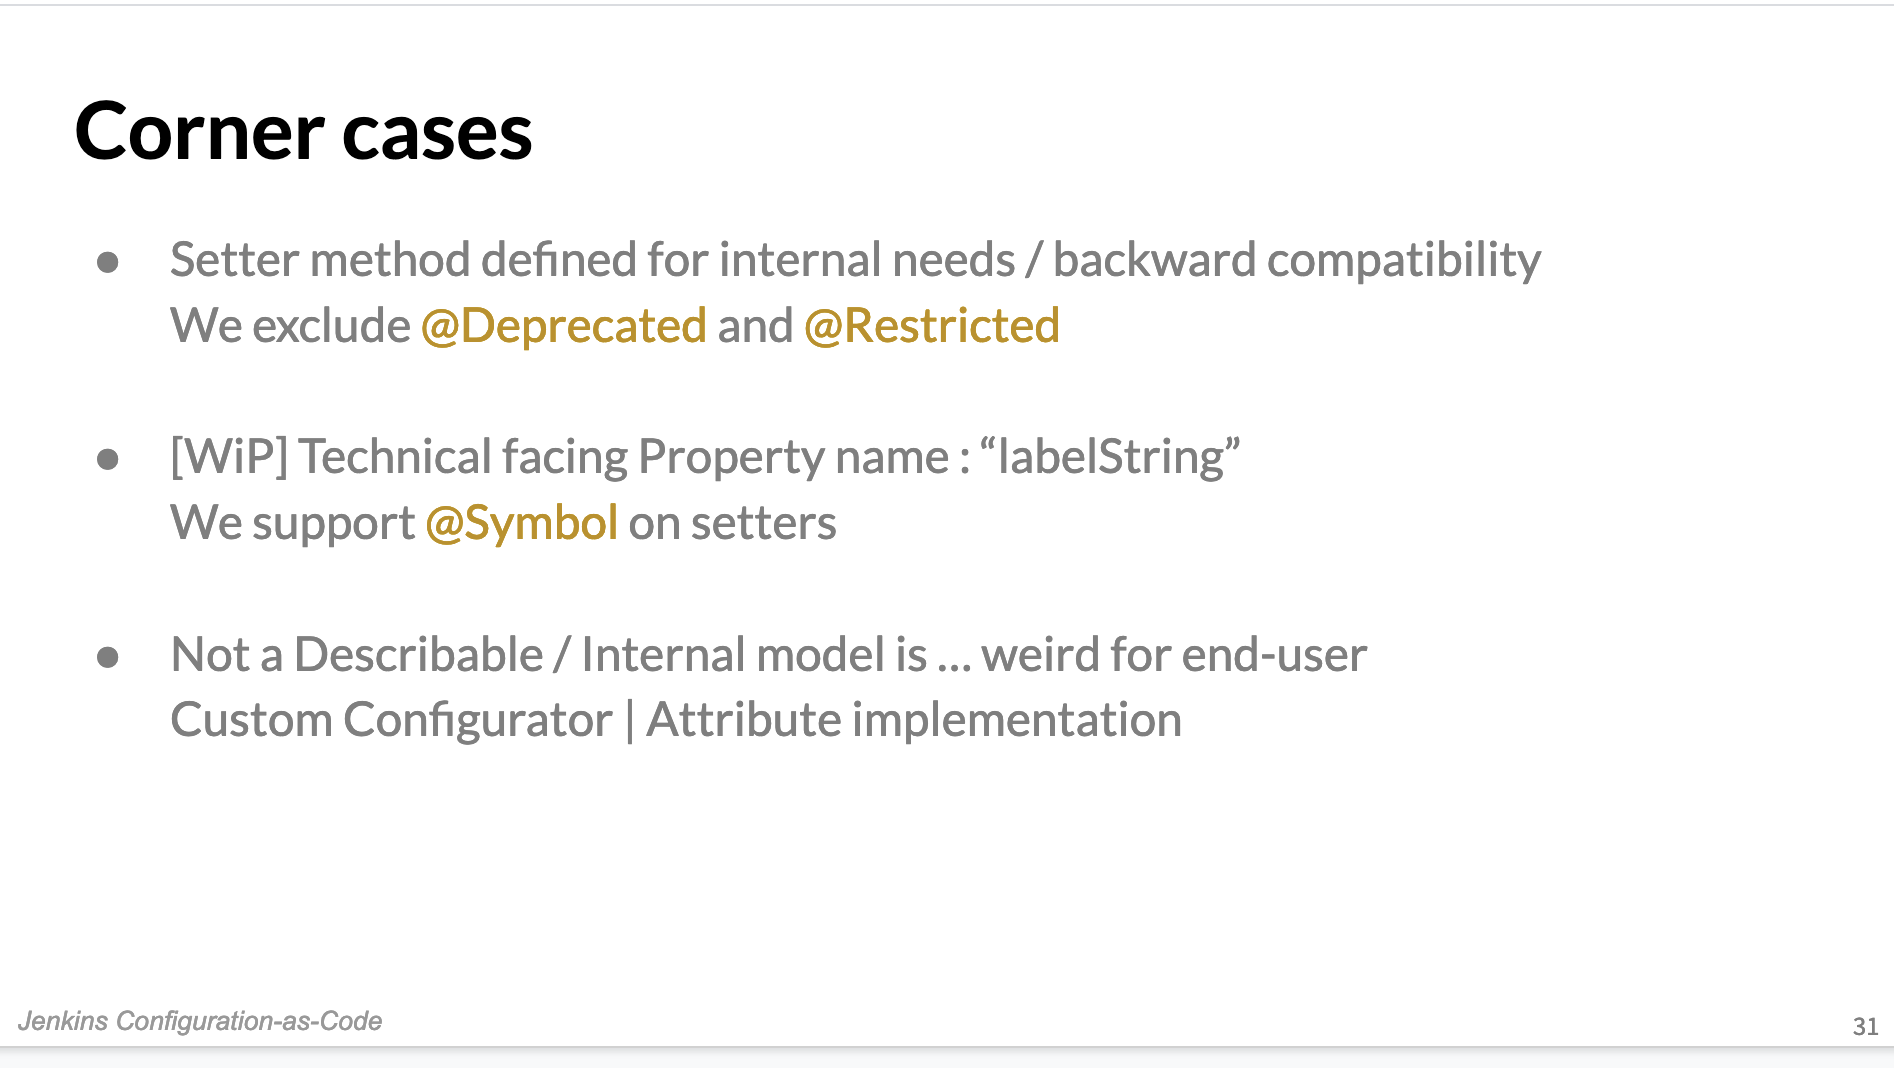 Corner cases
● Setter method defined for internal needs / backward compatibility
We exclude @Deprecated and @Restricted
● [WiP] Technical facing Property name : “labelString”
We support @Symbol on setters
● Not a Describable / Internal model is ... weird for end-user
Custom Configurator | Attribute implementation
Jenkins Configuration-as-Code
31